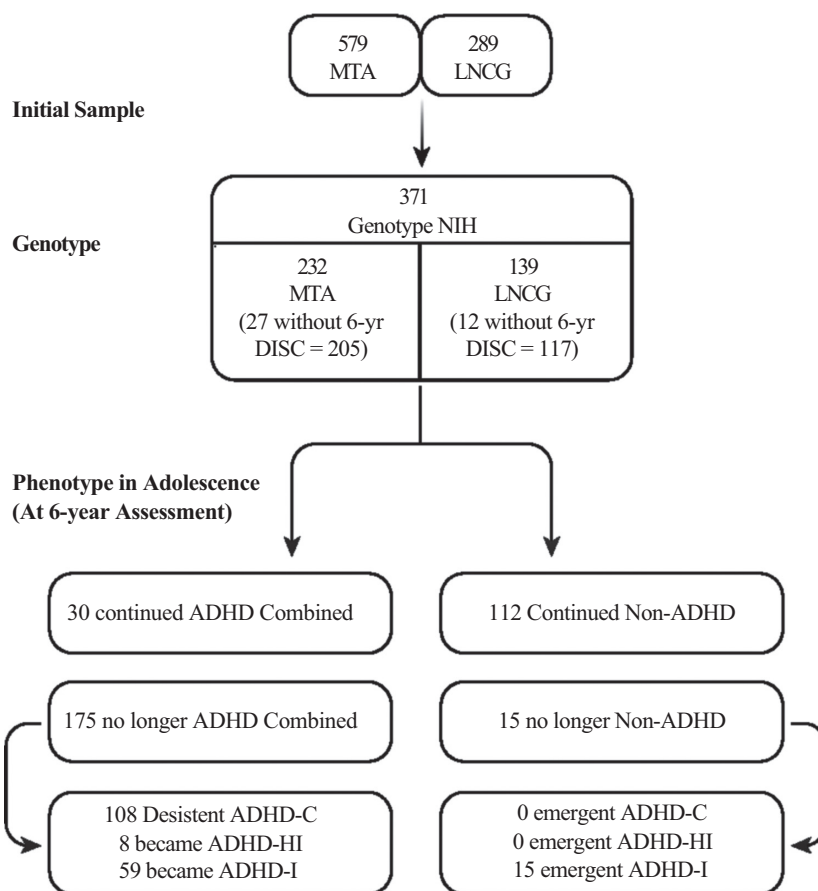 579
MTA
289
LNCG
Initial Sample
371
Genotype NIH
Genotype
232
MTA
(27 without 6-yr
DISC = 205)
139
LNCG
(12 without 6-yr
DISC = 117)
Phenotype in Adolescence
(At 6-year Assessment)
30 continued ADHD Combined
112 Continued Non-ADHD
175 no longer ADHD Combined
15 no longer Non-ADHD
108 Desistent ADHD-C
8 became ADHD-HI
59 became ADHD-I
0 emergent ADHD-C
0 emergent ADHD-HI
15 emergent ADHD-I